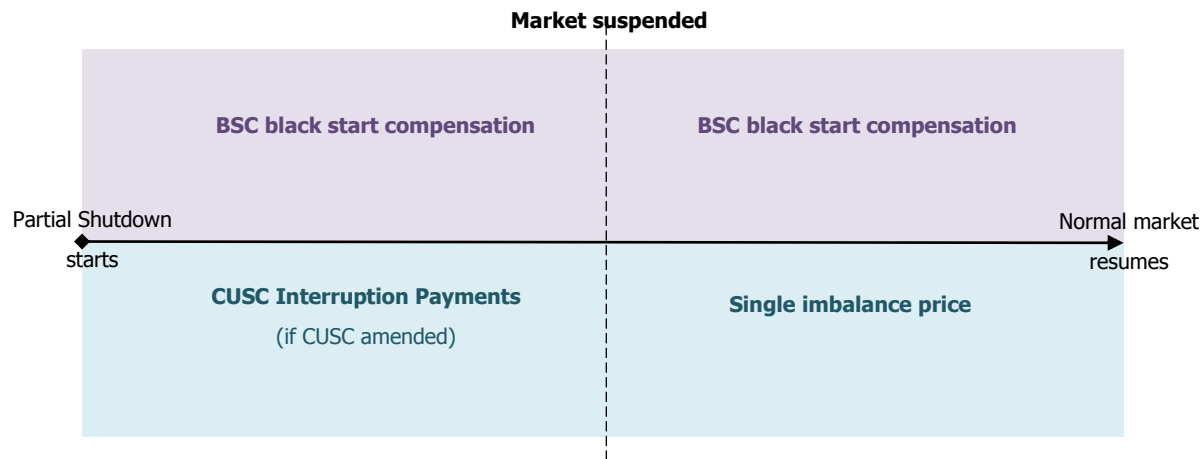 Market suspended
BSC black start compensation
BSC black start compensation
Partial Shutdown
starts
Normal market
resumes
CUSC Interruption Payments
(if CUSC amended)
Single imbalance price